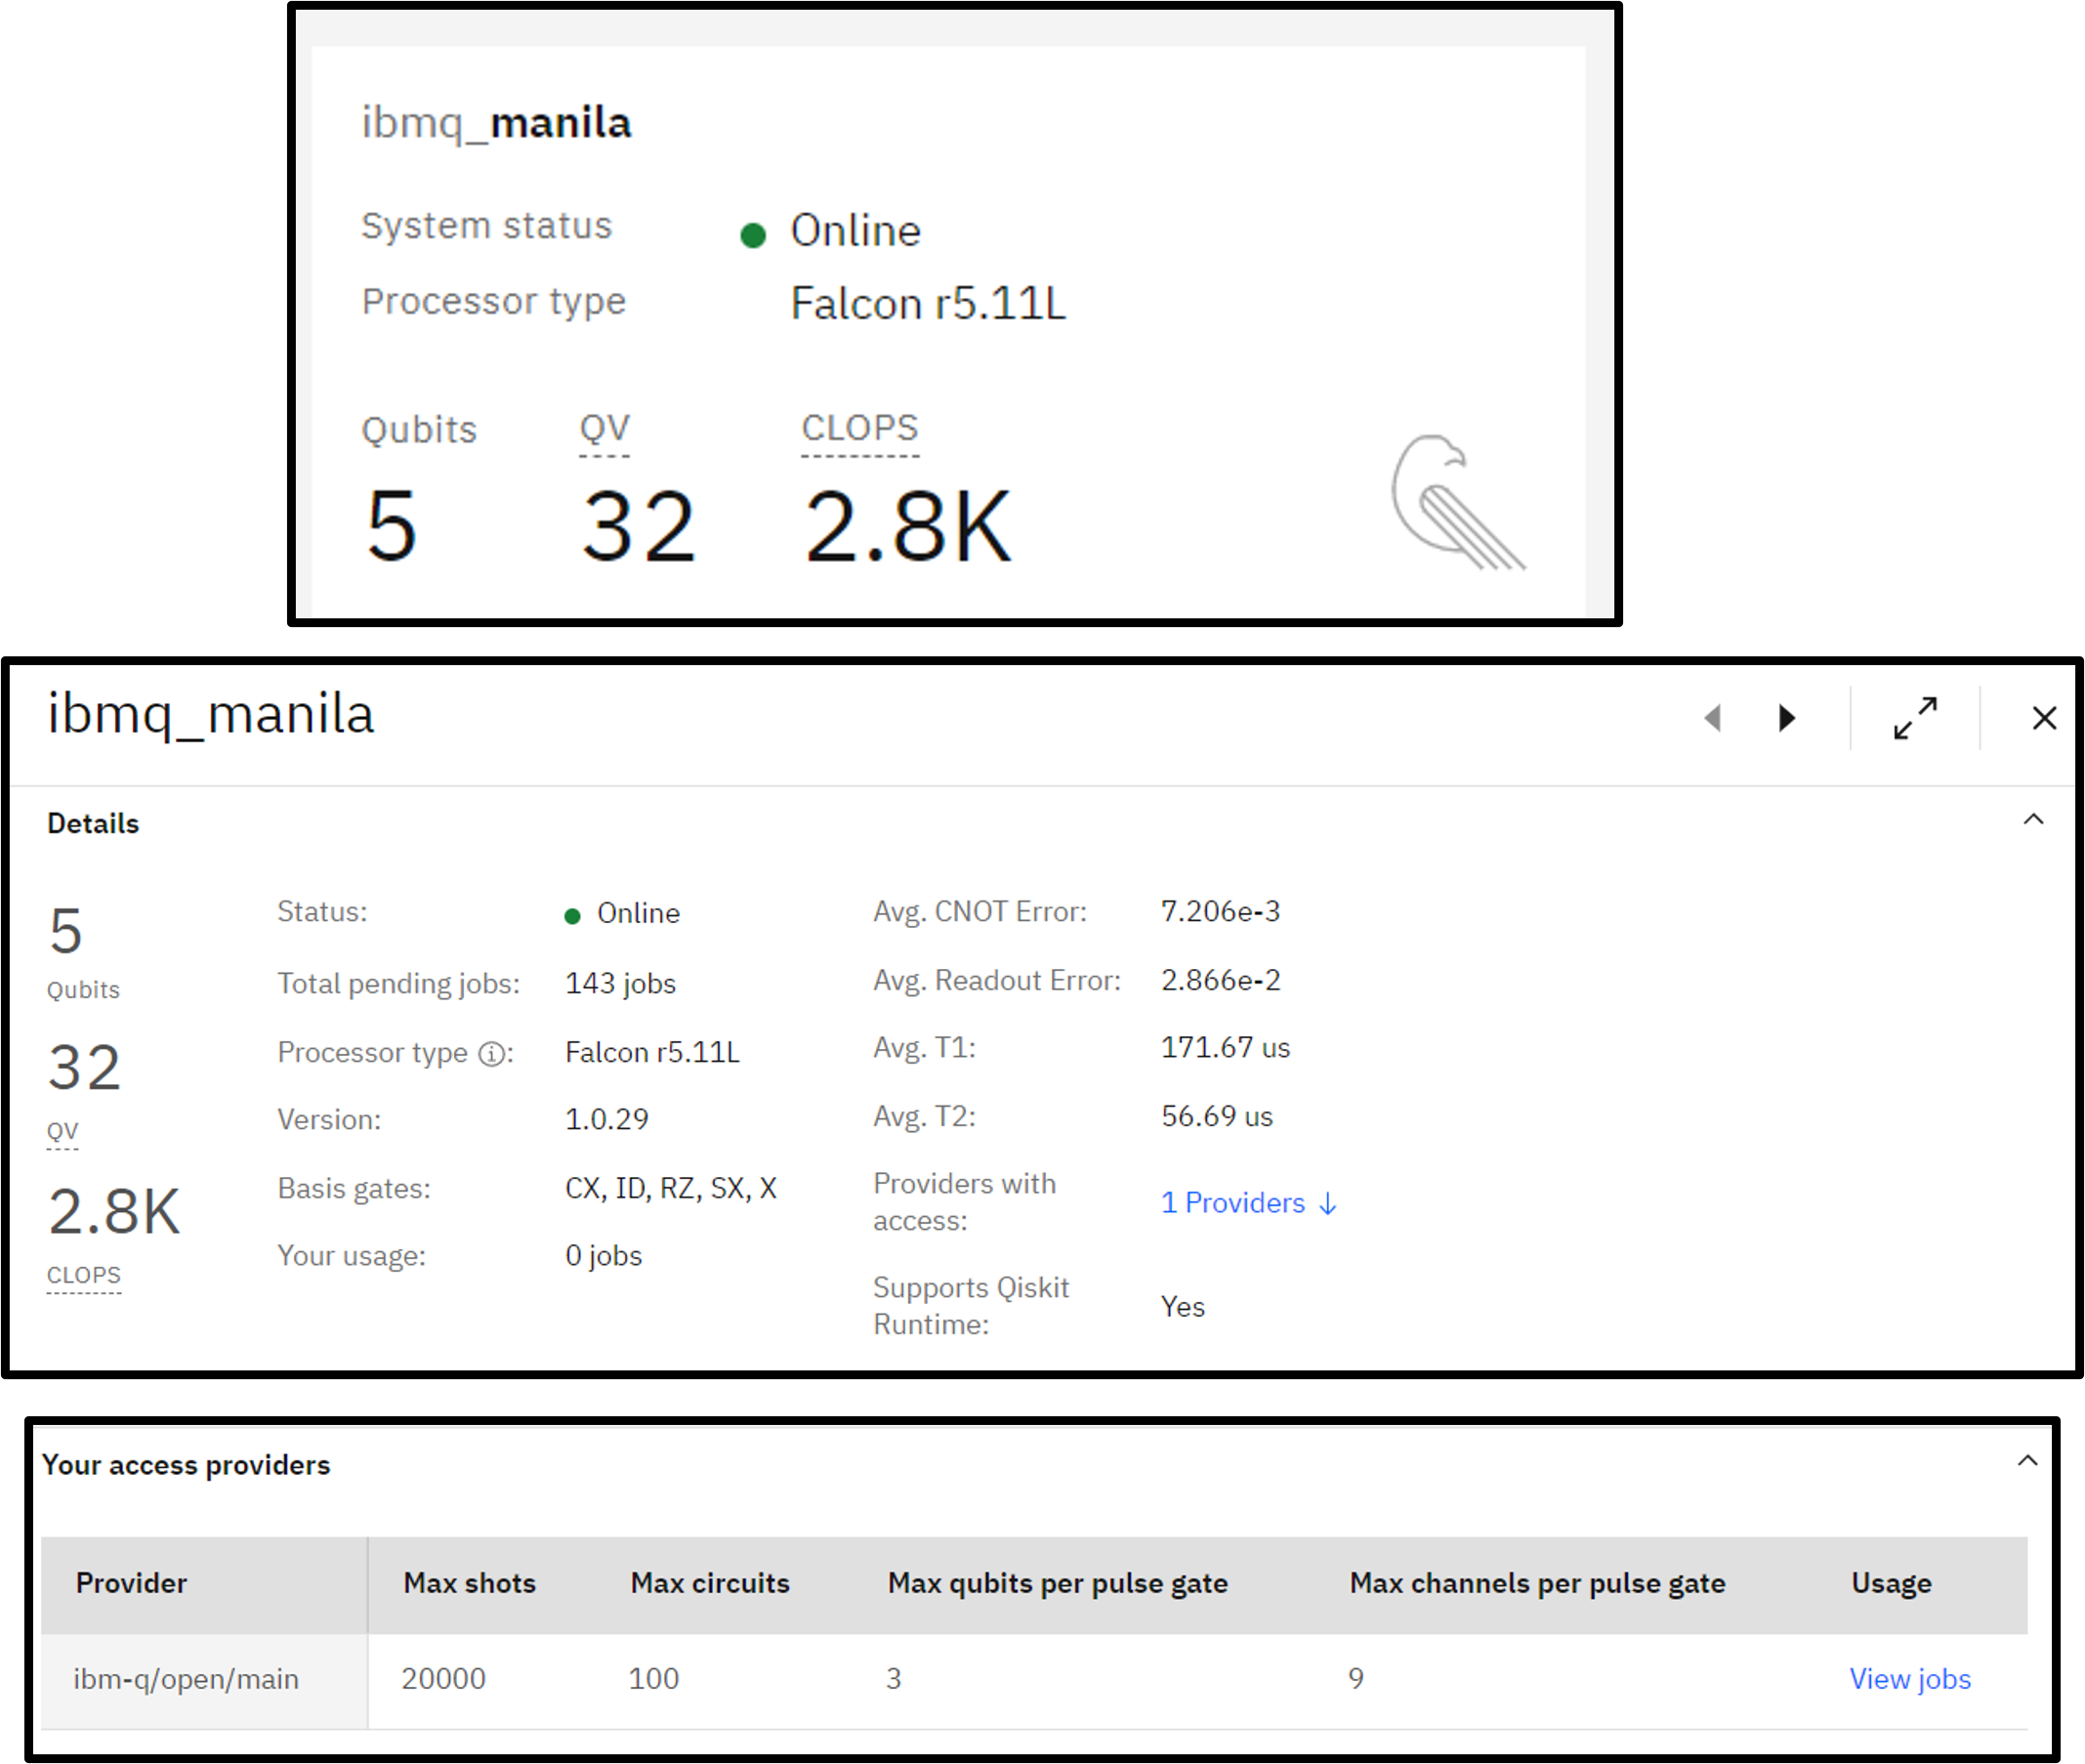 ibmq_manila
System status Online
Processor type Falcon r5.11L
Qubits QV CLOPS
5 32 2.8K
ibmq_manila
Details
5
Qubits
32
QV
2.8K
CLOPS
Status: Online
Total pending jobs: 143 jobs
Processor type ⓘ: Falcon r5.11L
Version: 1.0.29
Basis gates: CX, ID, RZ, SX, X
Your usage: 0 jobs
Avg. CNOT Error: 7.206e-3
Avg. Readout Error: 2.866e-2
Avg. T1: 171.67 us
Avg. T2: 56.69 us
Providers with
access: 1 Providers ↓
Supports Qiskit
Runtime: Yes
Your access providers
Provider Max shots Max circuits Max qubits per pulse gate Max channels per pulse gate Usage
ibm-q/open/main 20000 100 3 9 View jobs